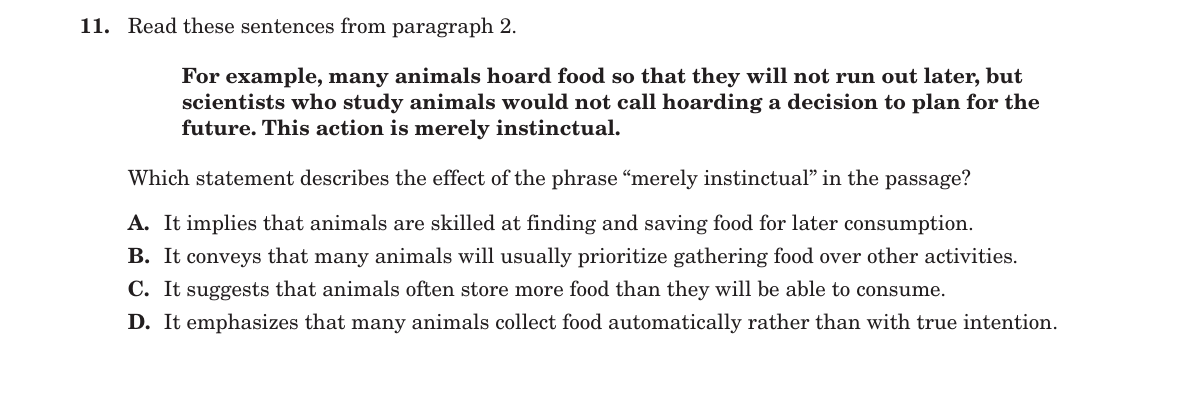 11. Read these sentences from paragraph 2.
For example, many animals hoard food so that they will not run out later, but
scientists who study animals would not call hoarding a decision to plan for the
future. This action is merely instinctual.
Which statement describes the effect of the phrase “merely instinctual” in the passage?
A. It implies that animals are skilled at finding and saving food for later consumption.
B. It conveys that many animals will usually prioritize gathering food over other activities.
C. It suggests that animals often store more food than they will be able to consume.
D. It emphasizes that many animals collect food automatically rather than with true intention.